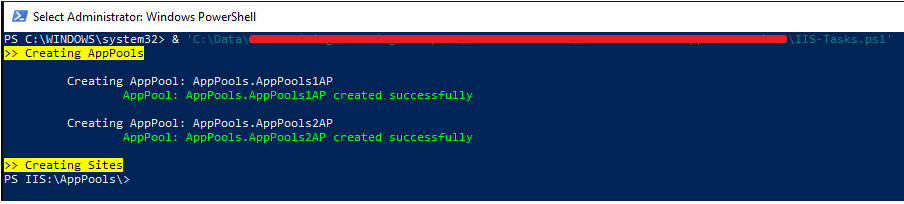 Select Administrator: Windows PowerShell
PS C:\WINDOWS\system32> & 'C:\Data\ \IIS-Tasks.ps1'
>> Creating AppPools
Creating AppPool: AppPools.AppPools1AP
AppPool: AppPools.AppPools1AP created successfully
Creating AppPool: AppPools.AppPools2AP
AppPool: AppPools.AppPools2AP created successfully
>> Creating Sites
PS IIS:\AppPools\>